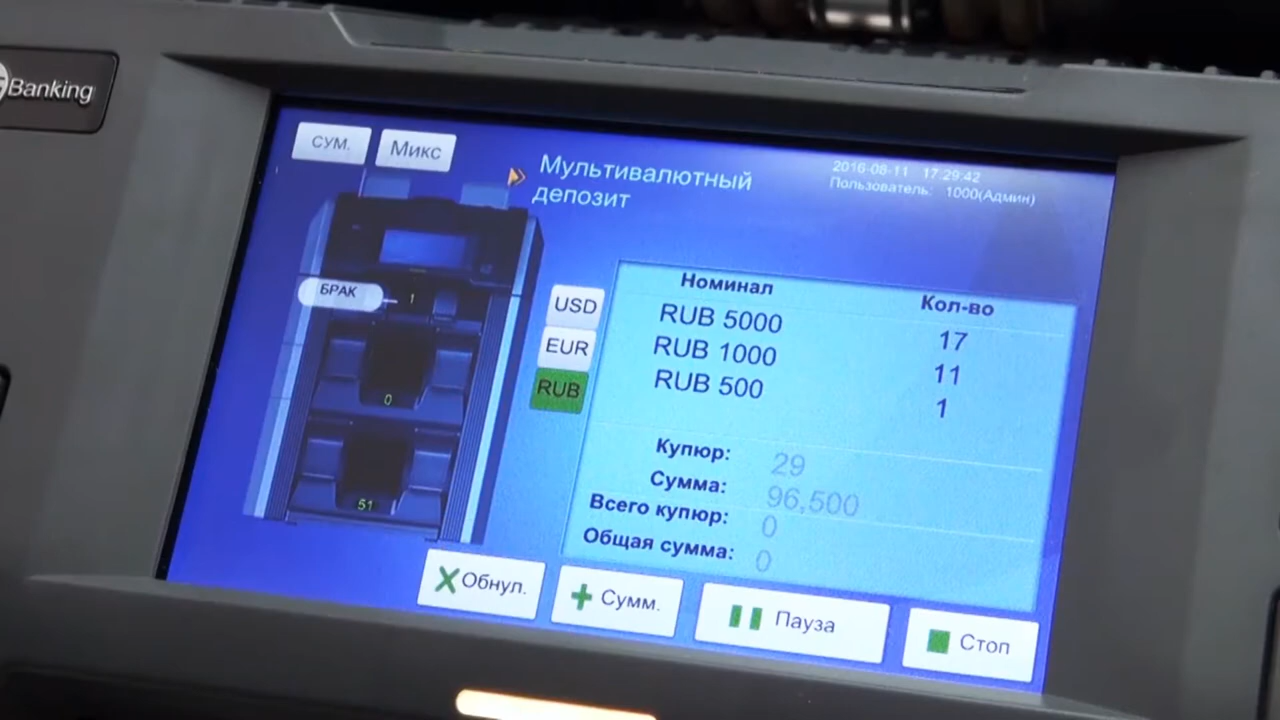 Banking
СУМ.
Микс
Мультивалютный
депозит
2016-08-11 17:29:42
Пользователь: 1000(Админ)
БРАК
1
0
51
USD
EUR
RUB
Номинал Кол-во
RUB 5000 17
RUB 1000 11
RUB 500 1
Купюр: 29
Сумма: 96,500
Всего купюр: 0
Общая сумма: 0
Обнул.
Сумм.
Пауза
Стоп